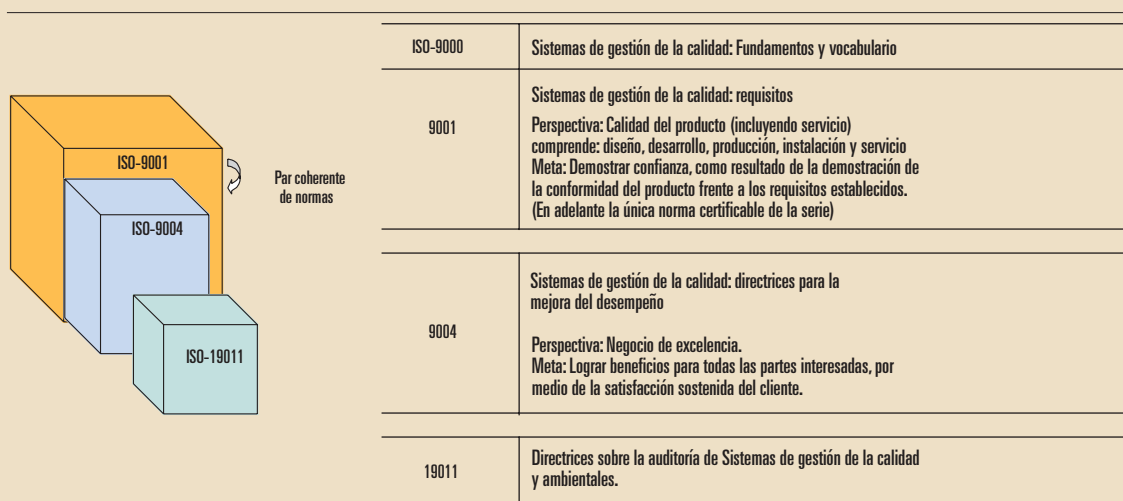 ISO-9001
ISO-9004
ISO-19011
Par coherente
de normas
ISO-9000
Sistemas de gestión de la calidad: Fundamentos y vocabulario
9001
Sistemas de gestión de la calidad: requisitos
Perspectiva: Calidad del producto (incluyendo servicio)
comprende: diseño, desarrollo, producción, instalación y servicio
Meta: Demostrar confianza, como resultado de la demostración de
la conformidad del producto frente a los requisitos establecidos.
(En adelante la única norma certificable de la serie)
9004
Sistemas de gestión de la calidad: directrices para la
mejora del desempeño
Perspectiva: Negocio de excelencia.
Meta: Lograr beneficios para todas las partes interesadas, por
medio de la satisfacción sostenida del cliente.
19011
Directrices sobre la auditoría de Sistemas de gestión de la calidad
y ambientales.